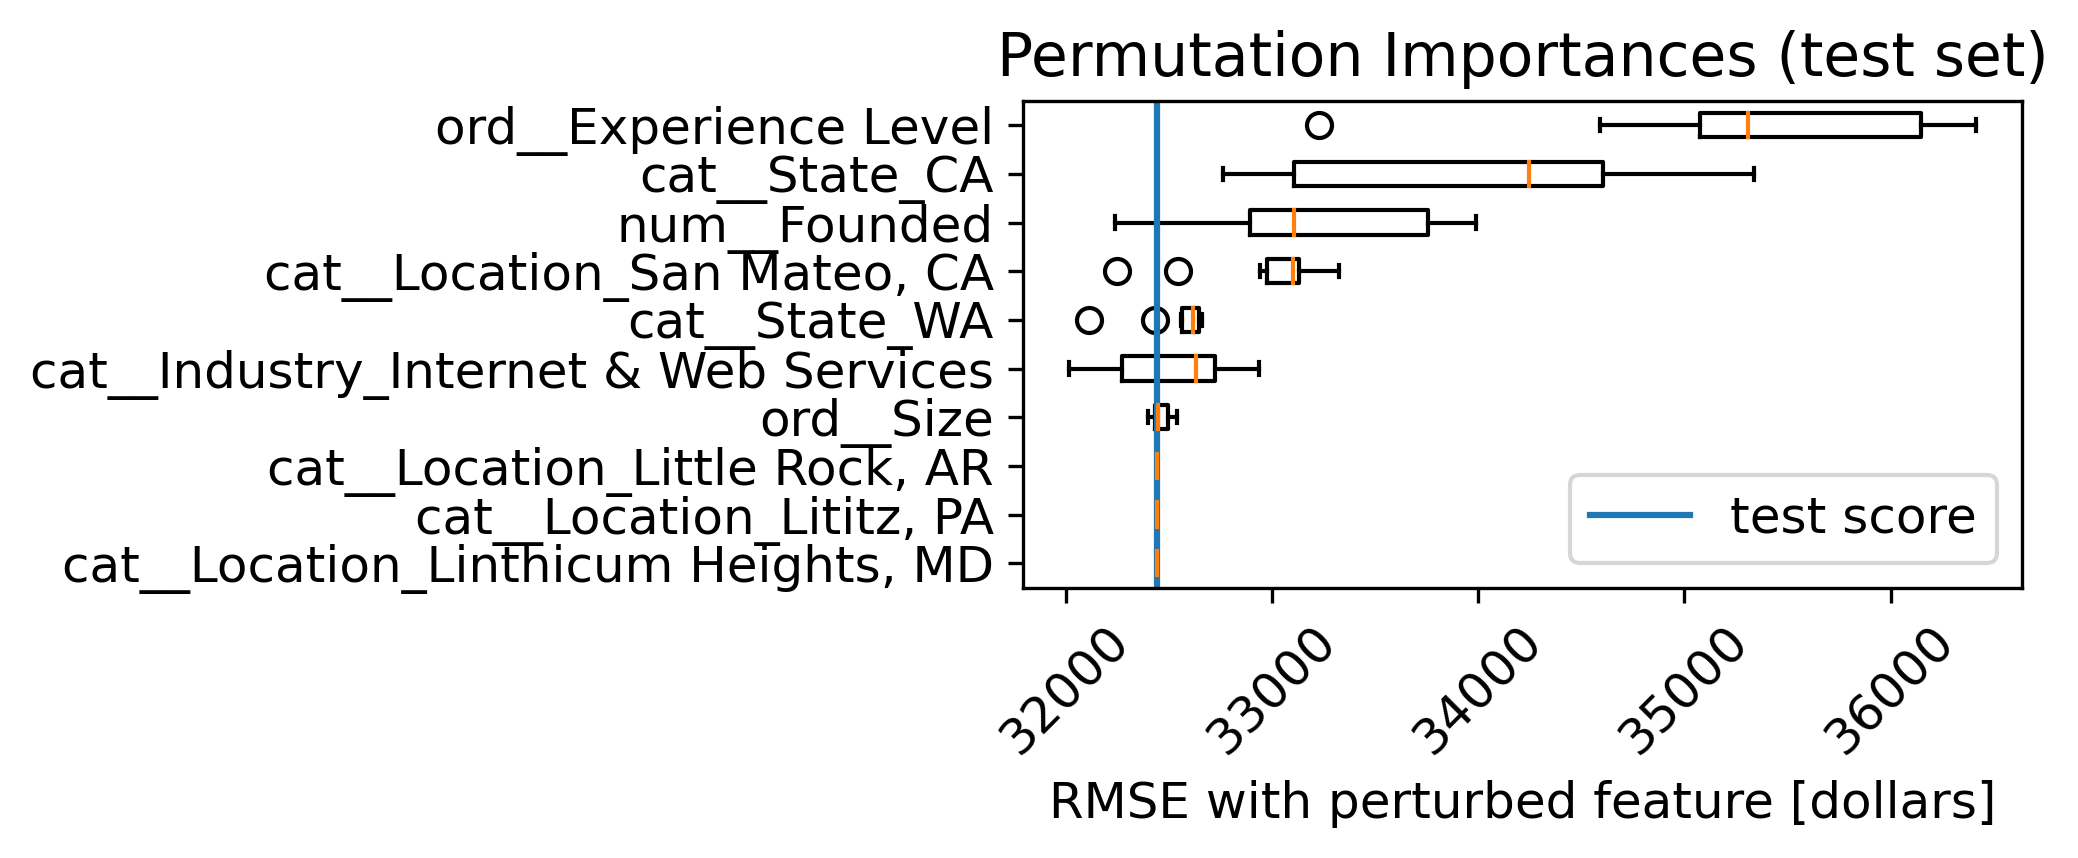 Permutation Importances (test set)
ord__Experience Level
cat__State_CA
num__Founded
cat__Location_San Mateo, CA
cat__State_WA
cat__Industry_Internet & Web Services
ord__Size
cat__Location_Little Rock, AR
cat__Location_Lititz, PA
cat__Location_Linthicum Heights, MD
test score
32000
33000
34000
35000
36000
RMSE with perturbed feature [dollars]